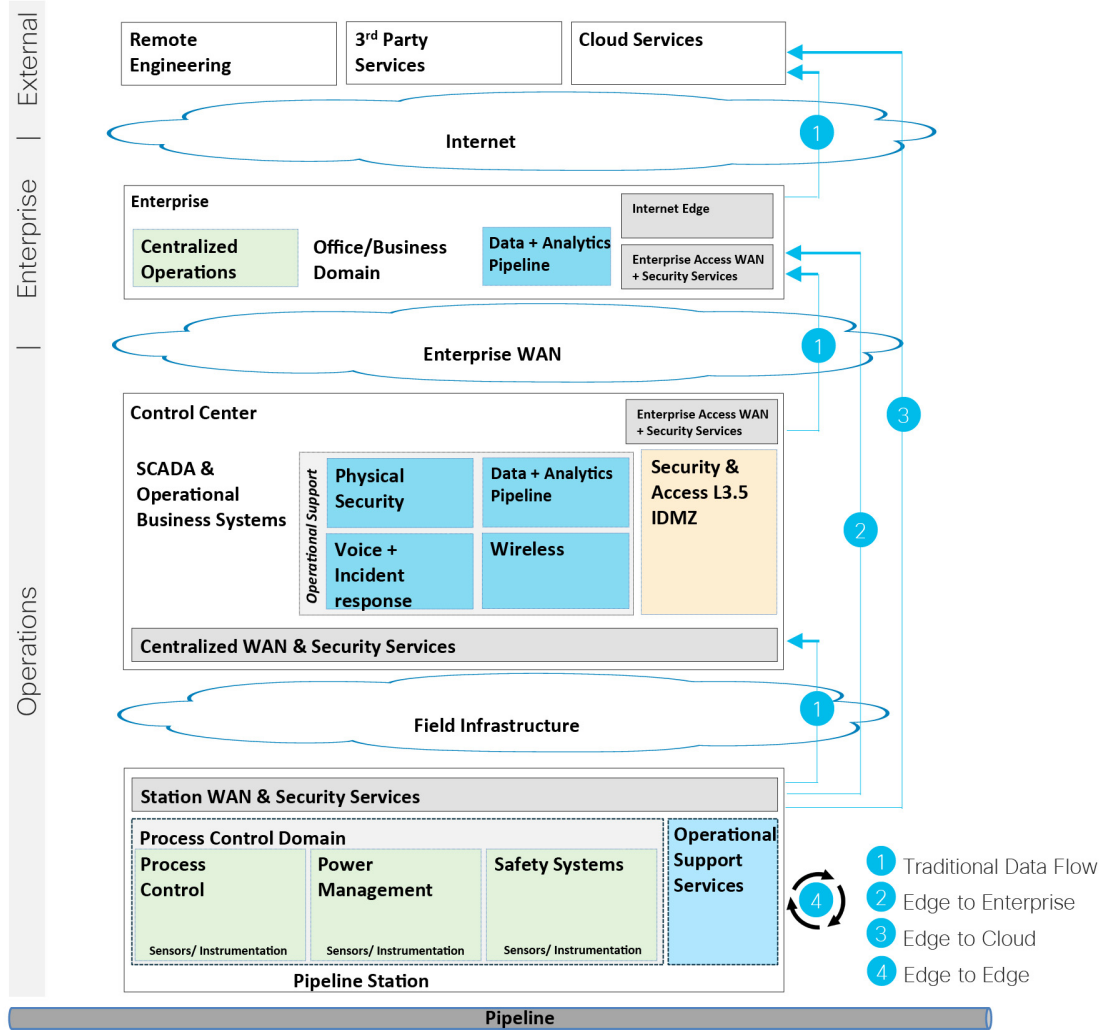 External
|
Enterprise
|
Operations
Remote
Engineering
3rd Party
Services
Cloud Services
Internet
1
Enterprise
Centralized
Operations
Office/Business
Domain
Data + Analytics
Pipeline
Internet Edge
Enterprise Access WAN
+ Security Services
Enterprise WAN
1
3
2
Control Center
Enterprise Access WAN
+ Security Services
SCADA &
Operational
Business Systems
Operational Support
Physical
Security
Data + Analytics
Pipeline
Voice +
Incident
response
Wireless
Security &
Access L3.5
IDMZ
Centralized WAN & Security Services
Field Infrastructure
1
Station WAN & Security Services
Process Control Domain
Process
Control
Sensors/ Instrumentation
Power
Management
Sensors/ Instrumentation
Safety Systems
Sensors/ Instrumentation
Operational
Support
Services
Pipeline Station
4
1 Traditional Data Flow
2 Edge to Enterprise
3 Edge to Cloud
4 Edge to Edge
Pipeline